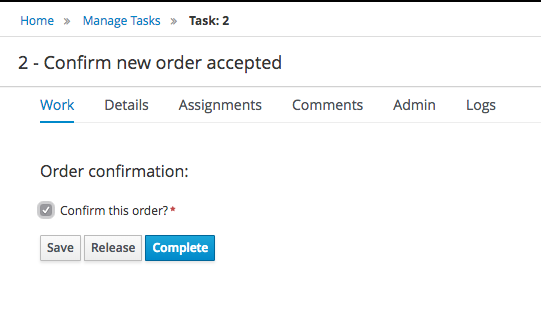 Home » Manage Tasks » Task: 2
2 - Confirm new order accepted
Work Details Assignments Comments Admin Logs
Order confirmation:
Confirm this order?*
Save Release Complete